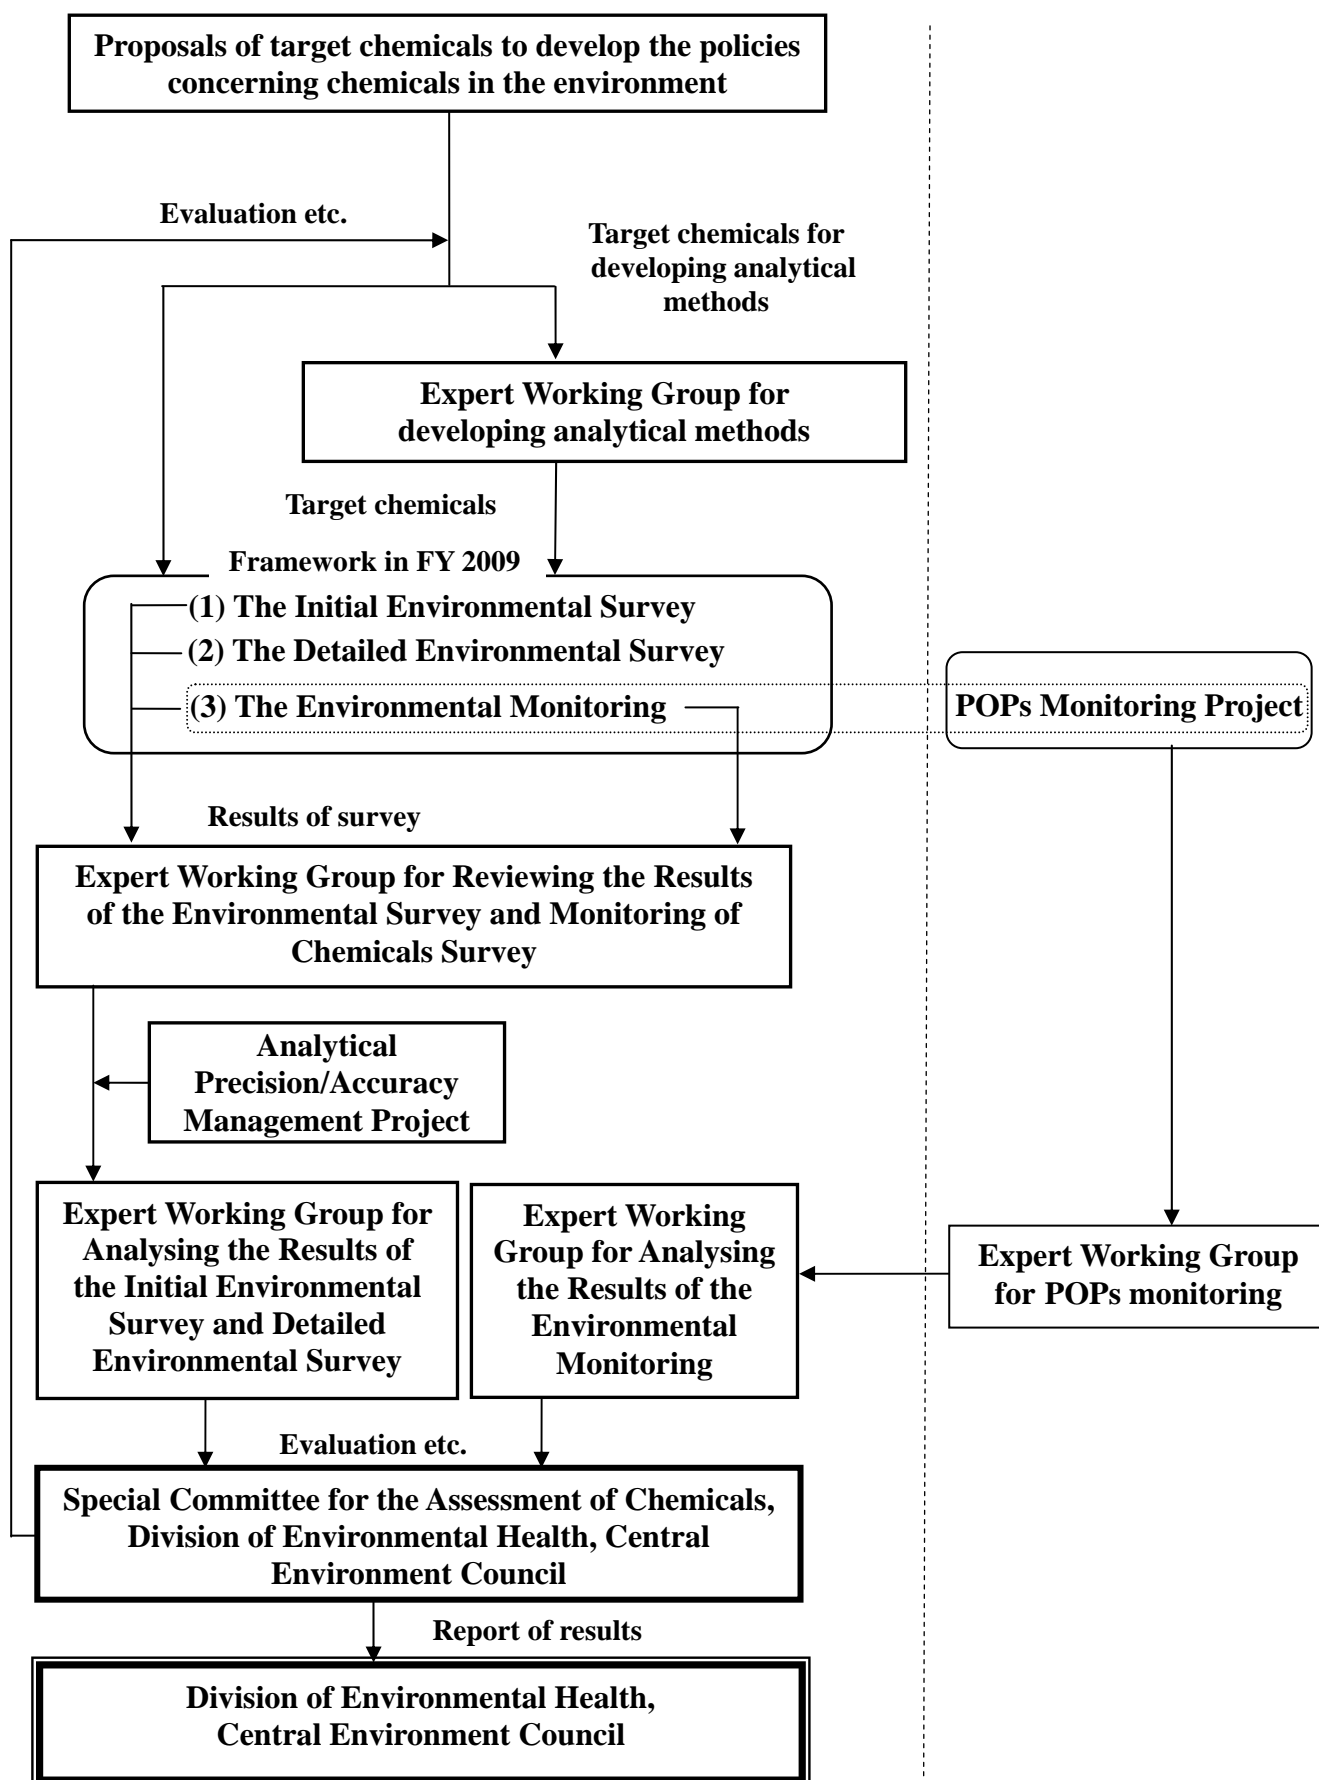 Proposals of target chemicals to develop the policies
concerning chemicals in the environment
Evaluation etc.
Target chemicals for
developing analytical
methods
Expert Working Group for
developing analytical methods
Target chemicals
Framework in FY 2009
(1) The Initial Environmental Survey
(2) The Detailed Environmental Survey
(3) The Environmental Monitoring
POPs Monitoring Project
Results of survey
Expert Working Group for Reviewing the Results
of the Environmental Survey and Monitoring of
Chemicals Survey
Analytical
Precision/Accuracy
Management Project
Expert Working Group for
Analysing the Results of
the Initial Environmental
Survey and Detailed
Environmental Survey
Expert Working
Group for Analysing
the Results of the
Environmental
Monitoring
Expert Working Group
for POPs monitoring
Evaluation etc.
Special Committee for the Assessment of Chemicals,
Division of Environmental Health, Central
Environment Council
Report of results
Division of Environmental Health,
Central Environment Council